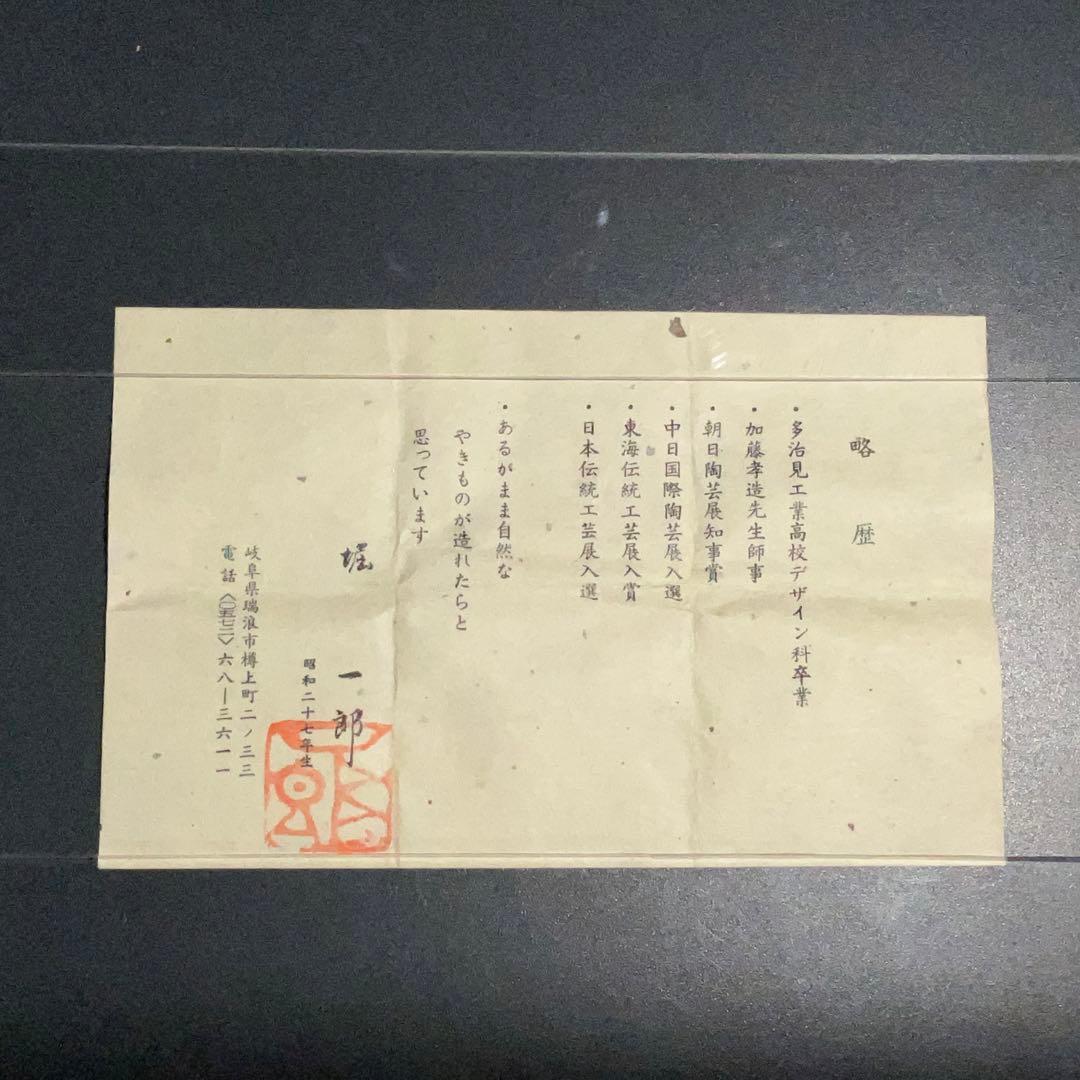 略歴
・多治見工業高校デザイン科卒業
・加藤孝造先生師事
・朝日陶芸展知事賞
・中日国際陶芸展入選
・東海伝統工芸展入賞
・日本伝統工芸展入選
・あるがまま自然な
やきものが造れたらと
思っています
堀一郎
昭和二十七年生
岐阜県瑞浪市樽上町二ノ三三
電話〈〇五七二〉六八―三六一一